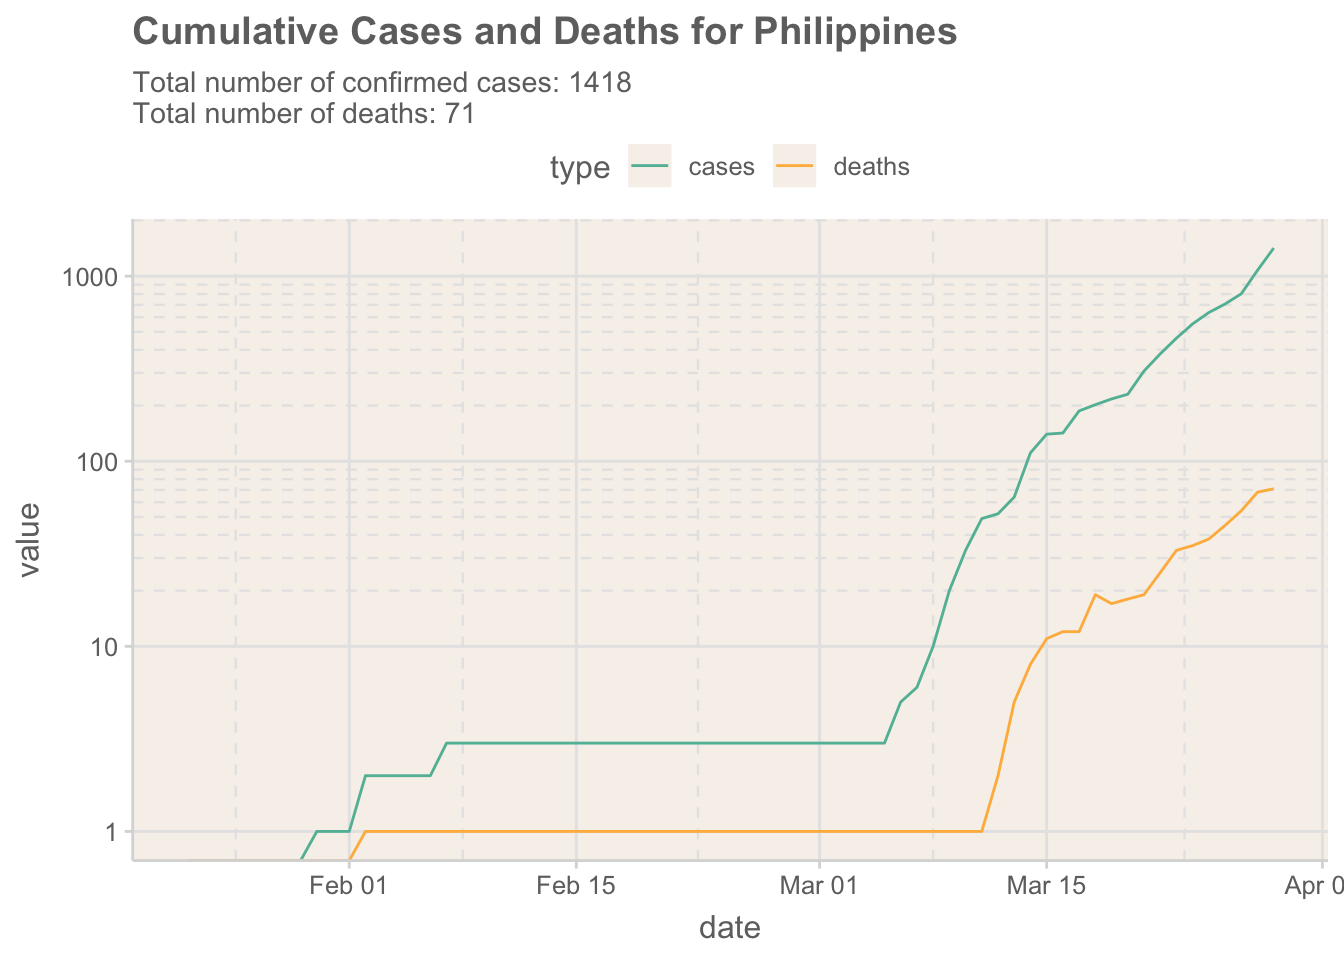 Cumulative Cases and Deaths for Philippines
Total number of confirmed cases: 1418
Total number of deaths: 71
type cases deaths
1000
100
10
1
value
Feb 01 Feb 15 Mar 01 Mar 15 Apr 0
date